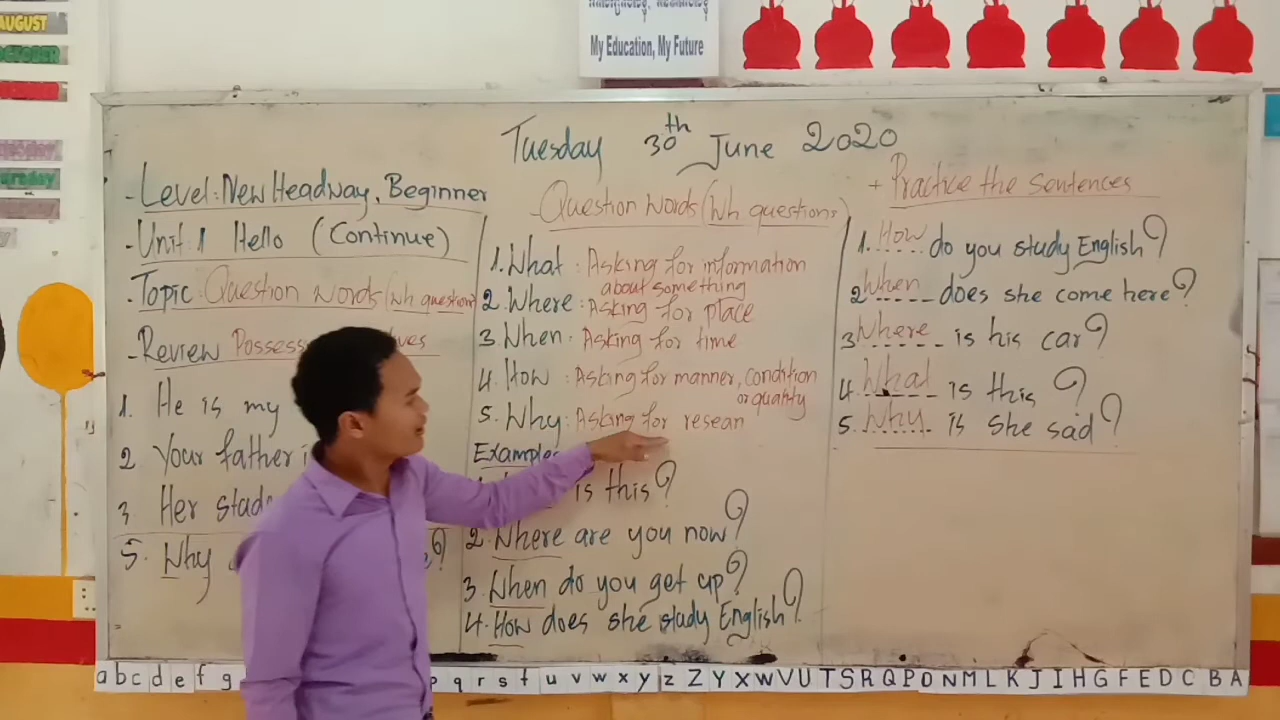 AUGUST
OCTOBER
My Education, My Future
Tuesday 30th June 2020
- Level: New Headway, Beginner
- Unit 1 Hello (Continue)
- Topic: Question Words (Wh question)
- Review Possess ves
1. He is my
2. Your father i
3. Her stud
5. Why ?
- Question Words (Wh questions)
1. What : Asking for information
about something
2. Where : Asking for place
3. When : Asking for time
4. How : Asking for manner, condition
or quality
5. Why : Asking for resean
Example
is this?
2. Where are you now?
3. When do you get up?
4. How does she study English?
+ Practice the Sentences
1. How do you study English?
2. When does she come here?
3. Where is his car?
4. What is this?
5. Why is she sad?
a b c d e f g p q r s t u v w x y z Z Y X W V U T S R Q P O N M L K J I H G F E D C B A